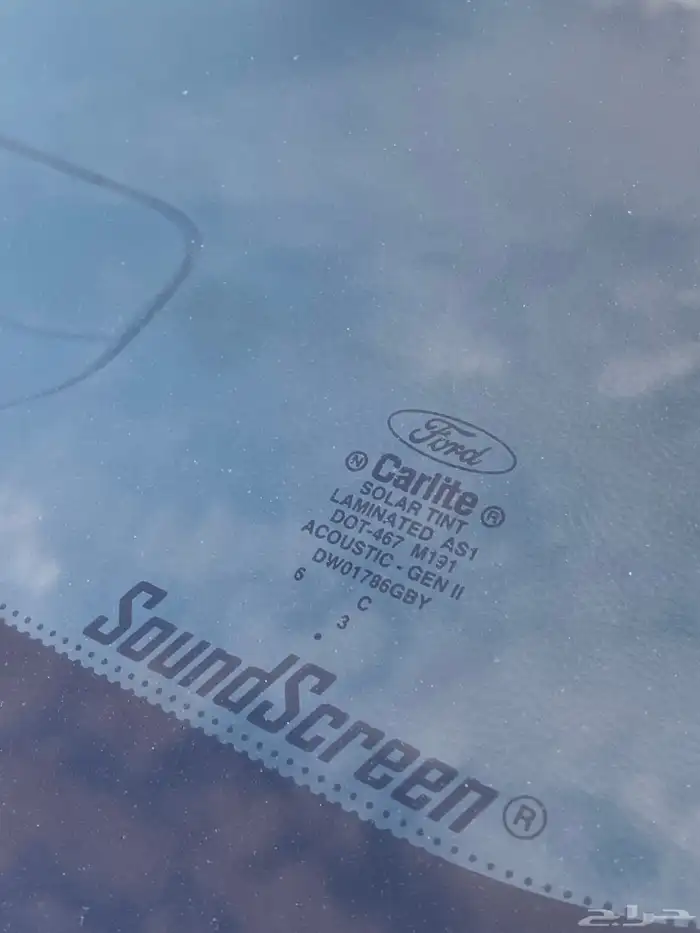 Ford
N Carlite ®
SOLAR TINT
LAMINATED AS1
DOT-467 M191
ACOUSTIC - GEN II
DW01786GBY
6 C
. 3
SoundScreen ®
حراج